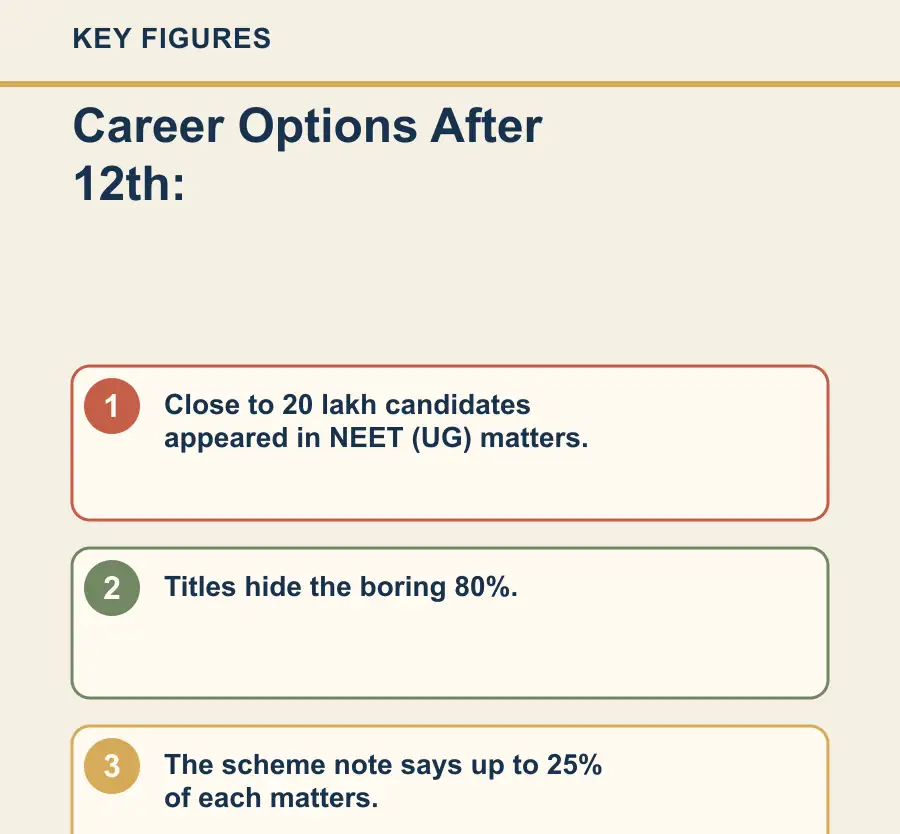 KEY FIGURES
Career Options After
12th:
1
Close to 20 lakh candidates
appeared in NEET (UG) matters.
2
Titles hide the boring 80%.
3
The scheme note says up to 25%
of each matters.